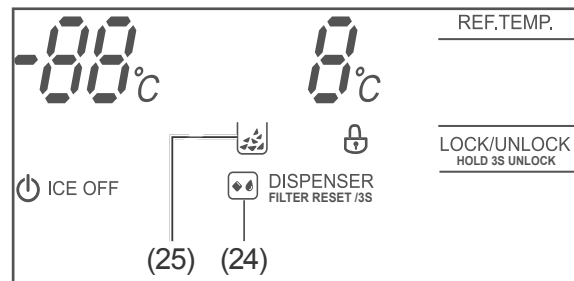 -88°C
8°C
REF.TEMP.
LOCK/UNLOCK
HOLD 3S UNLOCK
ICE OFF
DISPENSER
FILTER RESET /3S
(25)
(24)